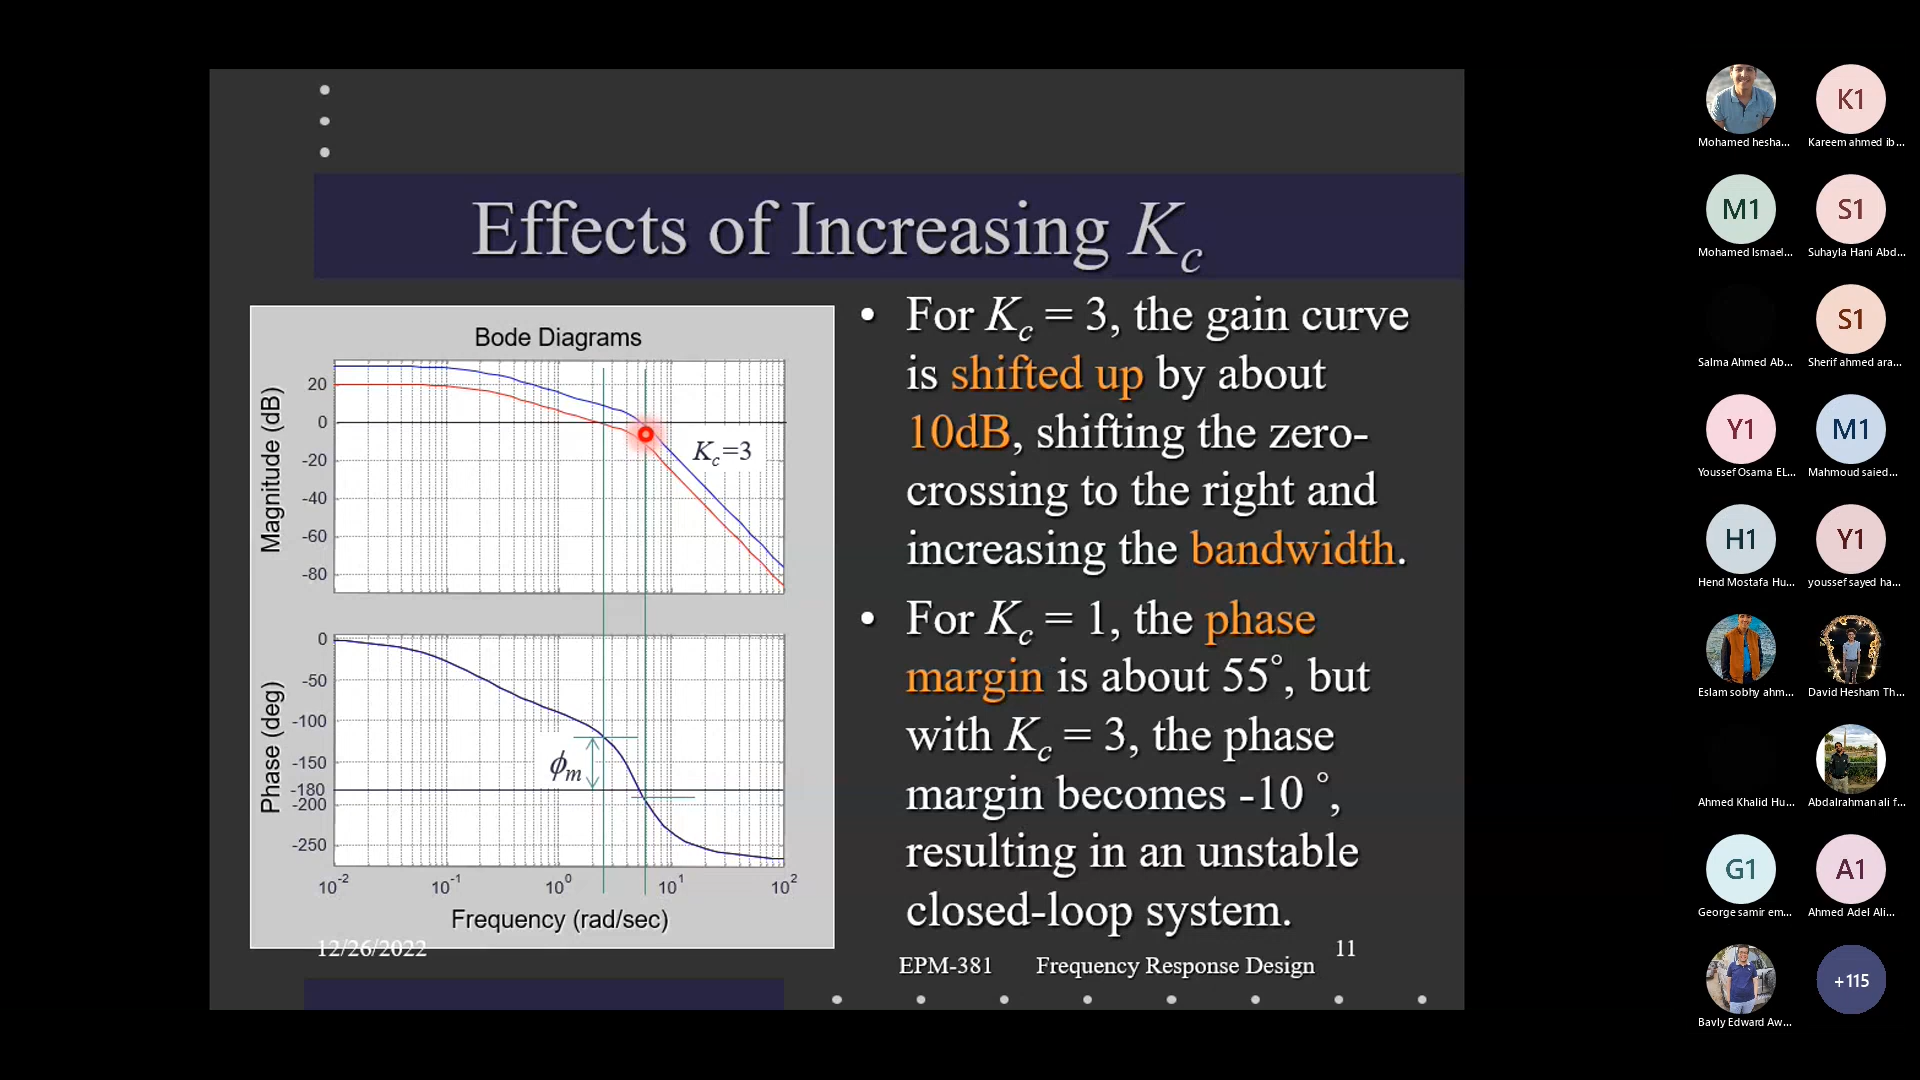 Effects of Increasing Kc
Bode Diagrams
Magnitude (dB)
20
0
-20
-40
-60
-80
Kc=3
Phase (deg)
0
-50
-100
-150
-180
-200
-250
ϕm
10-2
10-1
100
101
102
Frequency (rad/sec)
• For Kc = 3, the gain curve
is shifted up by about
10dB, shifting the zero-
crossing to the right and
increasing the bandwidth.
• For Kc = 1, the phase
margin is about 55°, but
with Kc = 3, the phase
margin becomes -10 °,
resulting in an unstable
closed-loop system.
12/26/2022
EPM-381 Frequency Response Design
11
Mohamed hesha...
K1
Kareem ahmed ib...
M1
Mohamed Ismael...
S1
Suhayla Hani Abd...
Salma Ahmed Ab...
S1
Sherif ahmed ara...
Y1
Youssef Osama EL...
M1
Mahmoud saied...
H1
Hend Mostafa Hu...
Y1
youssef sayed ha...
Eslam sobhy ahm...
David Hesham Th...
Ahmed Khalid Hu...
Abdalrahman ali f...
G1
George samir em...
A1
Ahmed Adel Ali...
Bavly Edward Aw...
+115